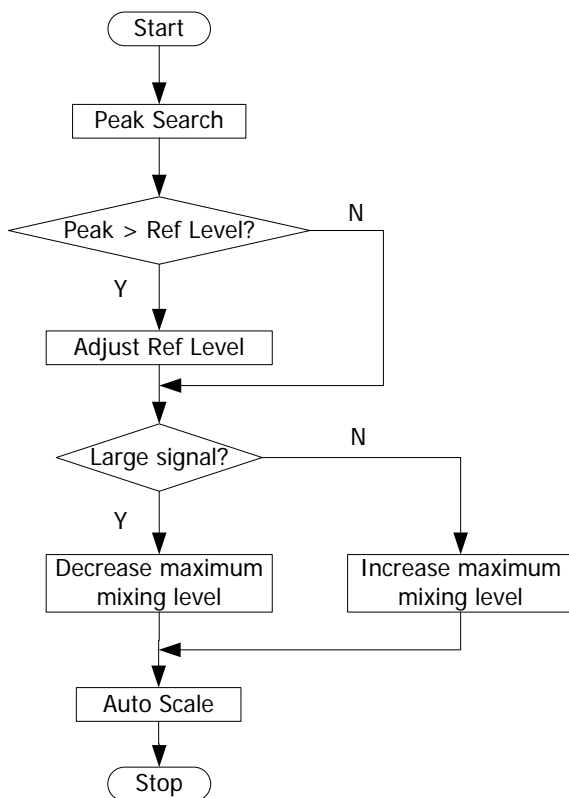 Start
Peak Search
Peak > Ref Level?
N
Y
Adjust Ref Level
Large signal?
N
Y
Decrease maximum
mixing level
Increase maximum
mixing level
Auto Scale
Stop